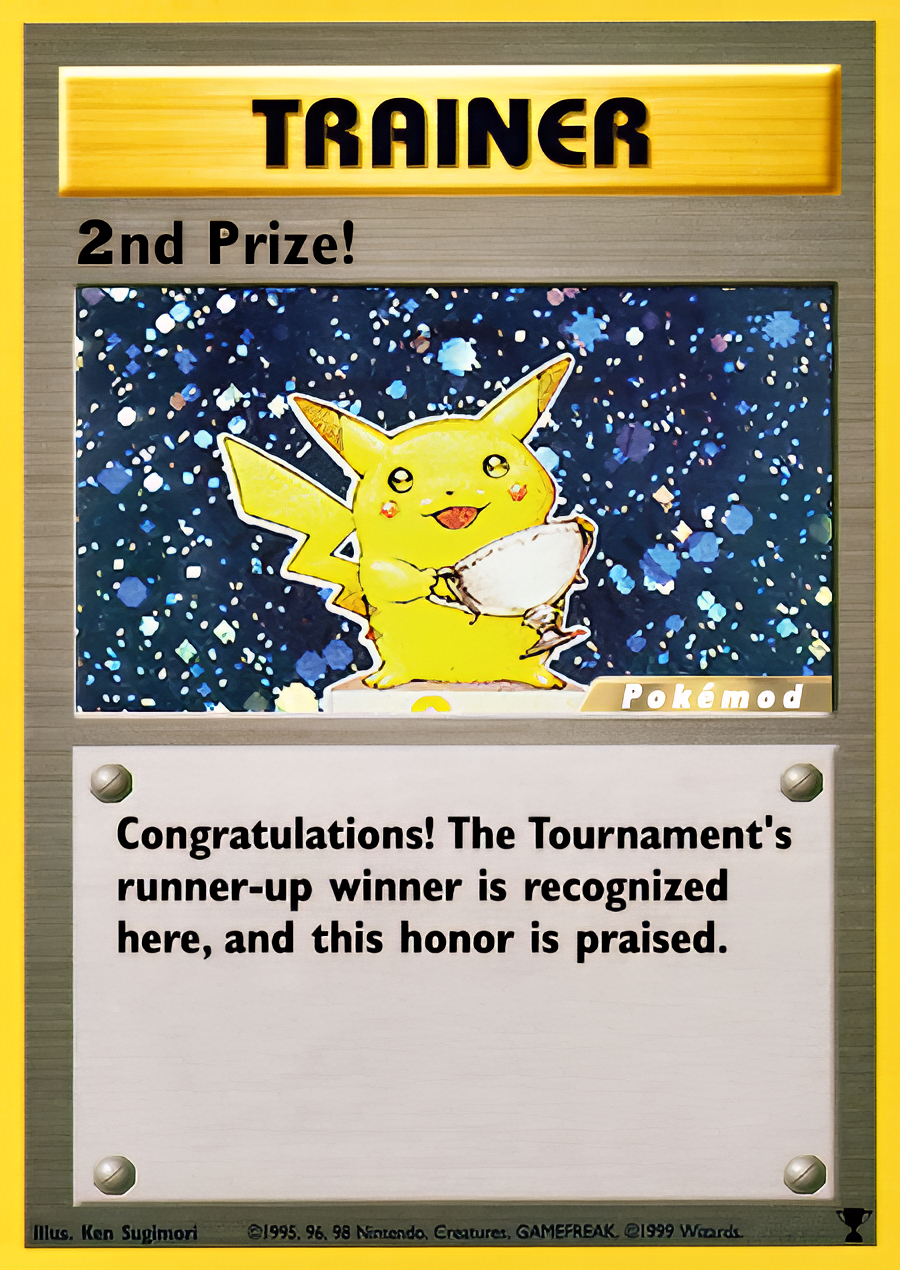 TRAINER
2nd Prize!
Pokémod
Congratulations! The Tournament's
runner-up winner is recognized
here, and this honor is praised.
Illus. Ken Sugimori ©1995, 96, 98 Nintendo, Creatures, GAMEFREAK. ©1999 Wizards.